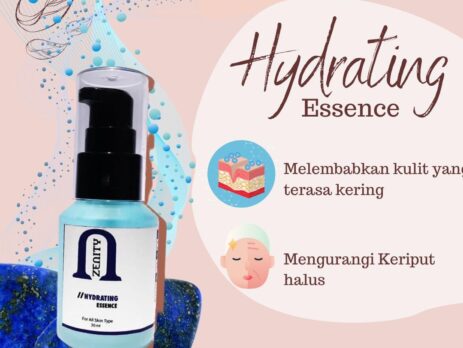 Hydrating
Essence
Melembabkan kulit yang
terasa kering
Mengurangi Keriput
halus
ZENITY
//HYDRATING
ESSENCE
For All Skin Type
30 ml